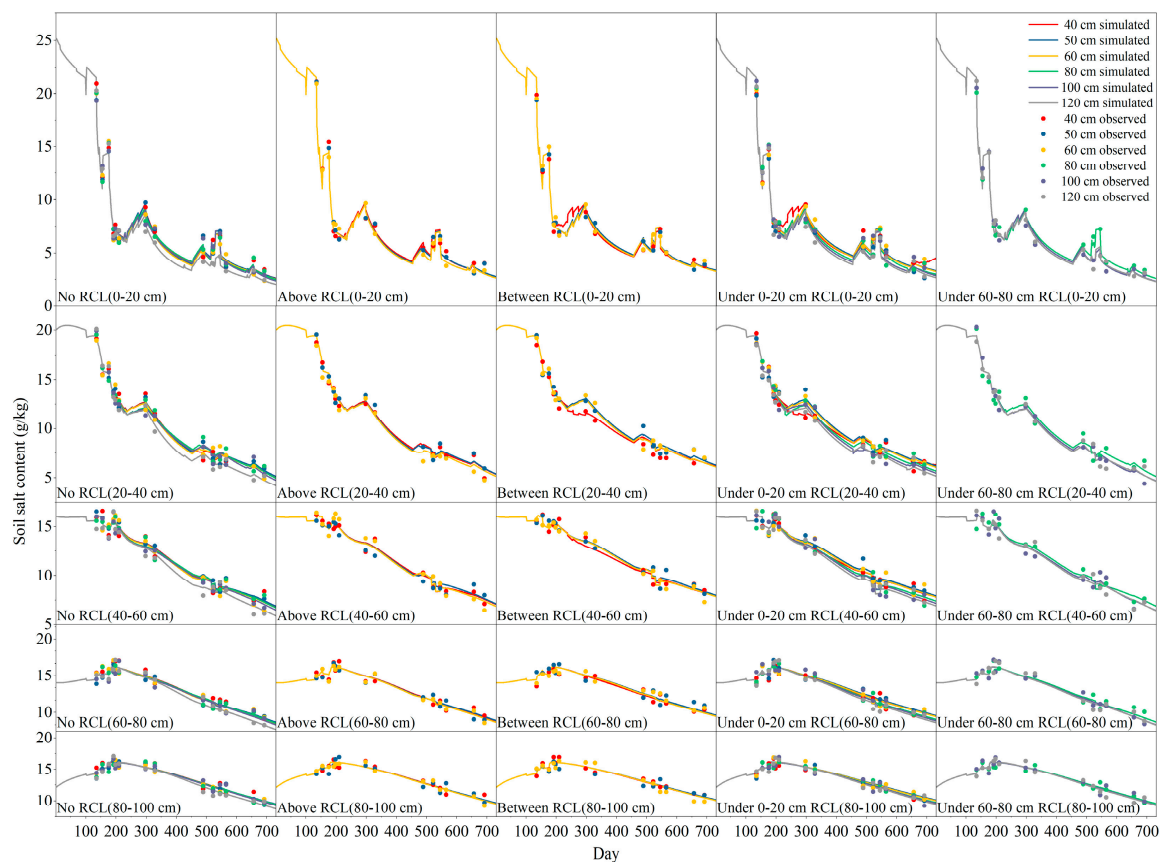 25
20
15
10
5
0
No RCL(0-20 cm)
Above RCL(0-20 cm)
Between RCL(0-20 cm)
Under 0-20 cm RCL(0-20 cm)
Under 60-80 cm RCL(0-20 cm)
40 cm simulated
50 cm simulated
60 cm simulated
80 cm simulated
100 cm simulated
120 cm simulated
40 cm observed
50 cm observed
60 cm observed
80 cm observed
100 cm observed
120 cm observed
20
15
10
5
No RCL(20-40 cm)
Above RCL(20-40 cm)
Between RCL(20-40 cm)
Under 0-20 cm RCL(20-40 cm)
Under 60-80 cm RCL(20-40 cm)
Soil salt content (g/kg)
15
10
5
No RCL(40-60 cm)
Above RCL(40-60 cm)
Between RCL(40-60 cm)
Under 0-20 cm RCL(40-60 cm)
Under 60-80 cm RCL(40-60 cm)
20
15
10
No RCL(60-80 cm)
Above RCL(60-80 cm)
Between RCL(60-80 cm)
Under 0-20 cm RCL(60-80 cm)
Under 60-80 cm RCL(60-80 cm)
20
15
10
No RCL(80-100 cm)
Above RCL(80-100 cm)
Between RCL(80-100 cm)
Under 0-20 cm RCL(80-100 cm)
Under 60-80 cm RCL(80-100 cm)
100 200 300 400 500 600 700
100 200 300 400 500 600 700
100 200 300 400 500 600 700
100 200 300 400 500 600 700
100 200 300 400 500 600 700
Day